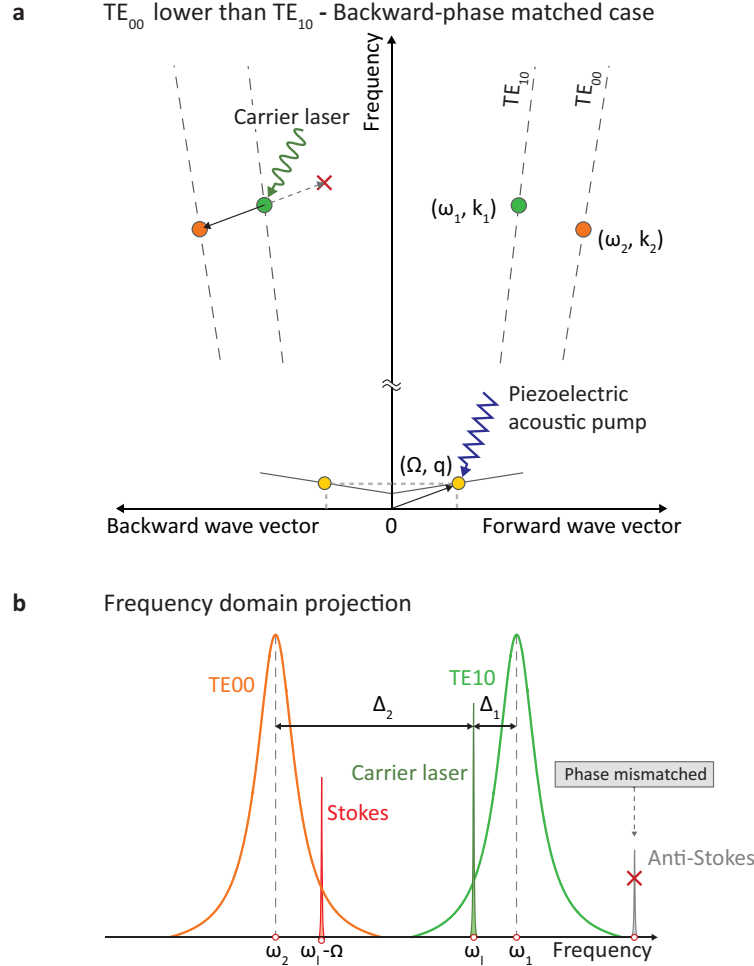 a TE₀₀ lower than TE₁₀ - Backward-phase matched case
Frequency
Carrier laser
TE₁₀
TE₀₀
(ω₁, k₁)
(ω₂, k₂)
Piezoelectric
acoustic pump
(Ω, q)
Backward wave vector
0
Forward wave vector
b Frequency domain projection
TE00
TE10
Δ₂
Δ₁
Carrier laser
Phase mismatched
Stokes
Anti-Stokes
ω₂
ω_l-Ω
ω_l
ω₁
Frequency